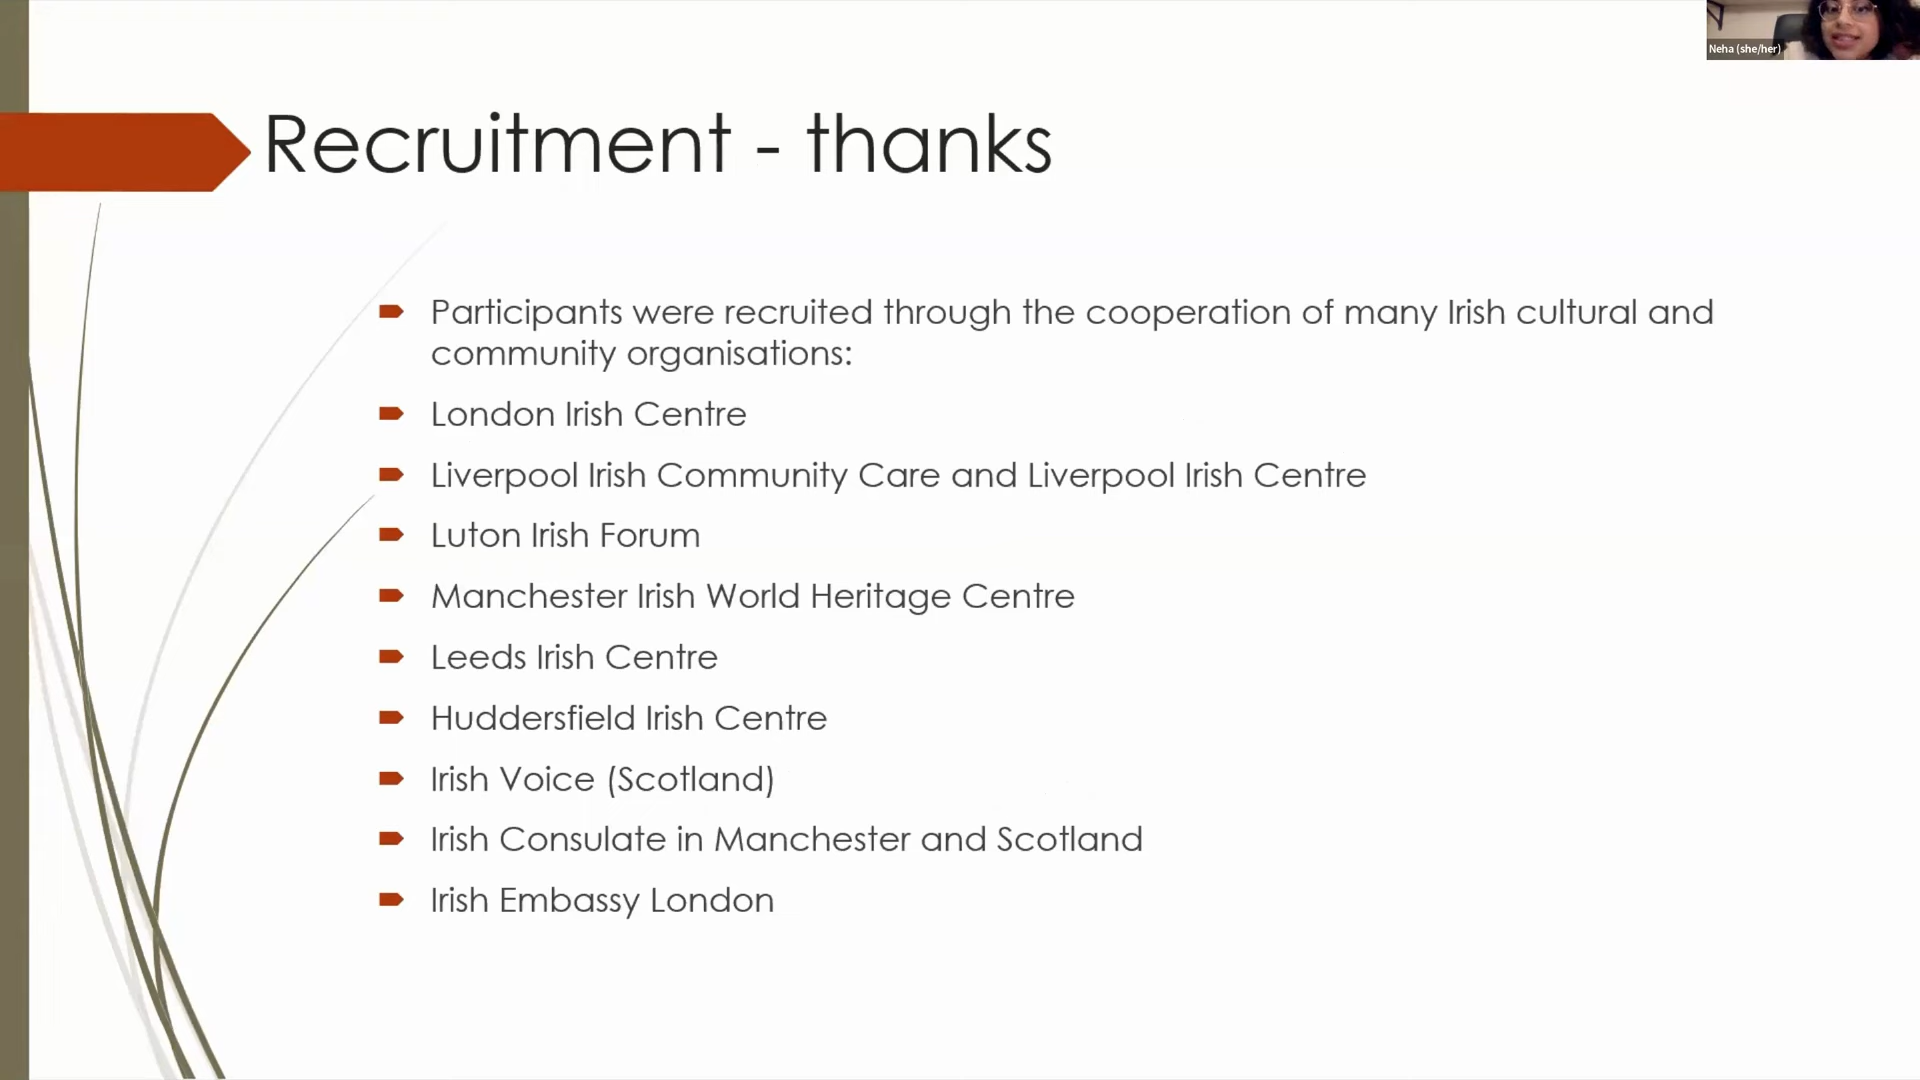 Neha (she/her)
Recruitment - thanks
Participants were recruited through the cooperation of many Irish cultural and
community organisations:
London Irish Centre
Liverpool Irish Community Care and Liverpool Irish Centre
Luton Irish Forum
Manchester Irish World Heritage Centre
Leeds Irish Centre
Huddersfield Irish Centre
Irish Voice (Scotland)
Irish Consulate in Manchester and Scotland
Irish Embassy London